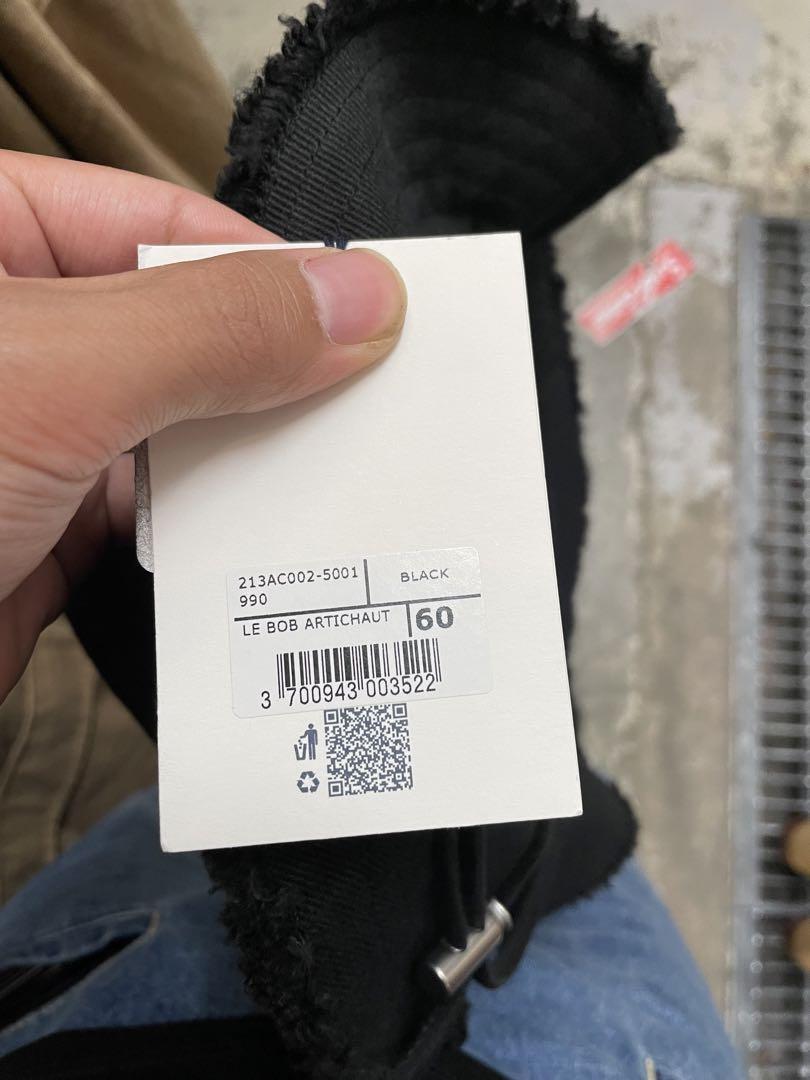 213AC002-5001
990
BLACK
LE BOB ARTICHAUT
60
3 700943 003522